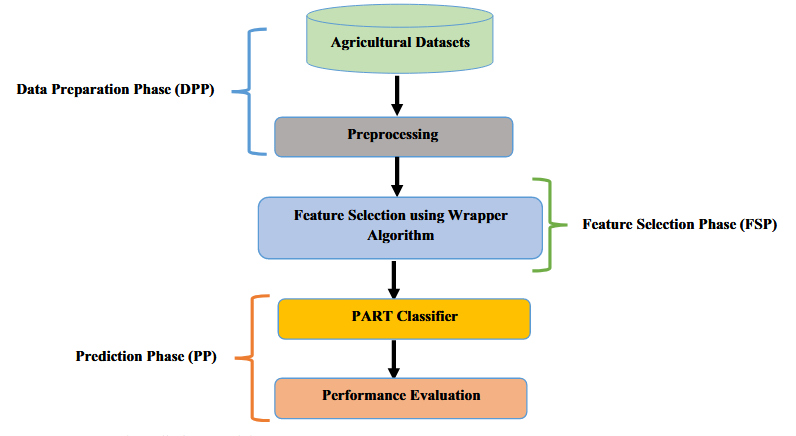 Agricultural Datasets
Data Preparation Phase (DPP)
Preprocessing
Feature Selection using Wrapper
Algorithm
Feature Selection Phase (FSP)
PART Classifier
Prediction Phase (PP)
Performance Evaluation